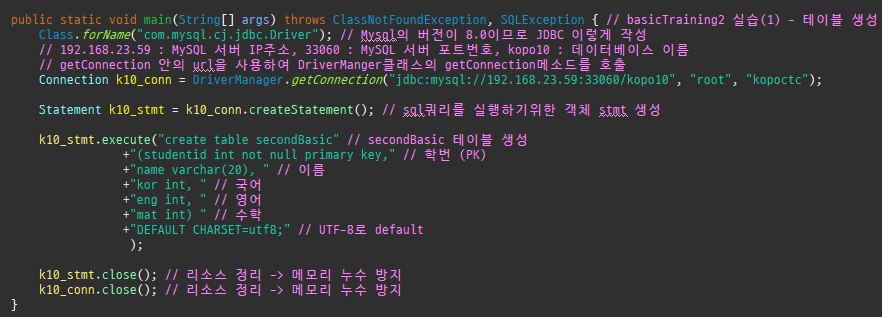 public static void main(String[] args) throws ClassNotFoundException, SQLException { // basicTraining2 실습(1) - 테이블 생성
Class.forName("com.mysql.cj.jdbc.Driver"); // Mysql의 버젼이 8.0이므로 JDBC 이렇게 작성
// 192.168.23.59 : MySQL 서버 IP주소, 33060 : MySQL 서버 포트번호, kopo10 : 데이터베이스 이름
// getConnection 안의 url을 사용하여 DriverManger클래스의 getConnection메소드를 호출
Connection k10_conn = DriverManager.getConnection("jdbc:mysql://192.168.23.59:33060/kopo10", "root", "kopoctc");
Statement k10_stmt = k10_conn.createStatement(); // sql쿼리를 실행하기위한 객체 stmt 생성
k10_stmt.execute("create table secondBasic" // secondBasic 테이블 생성
+"(studentid int not null primary key," // 학번 (PK)
+"name varchar(20), " // 이름
+"kor int, " // 국어
+"eng int, " // 영어
+"mat int) " // 수학
+"DEFAULT CHARSET=utf8;" // UTF-8로 default
);
k10_stmt.close(); // 리소스 정리 -> 메모리 누수 방지
k10_conn.close(); // 리소스 정리 -> 메모리 누수 방지
}